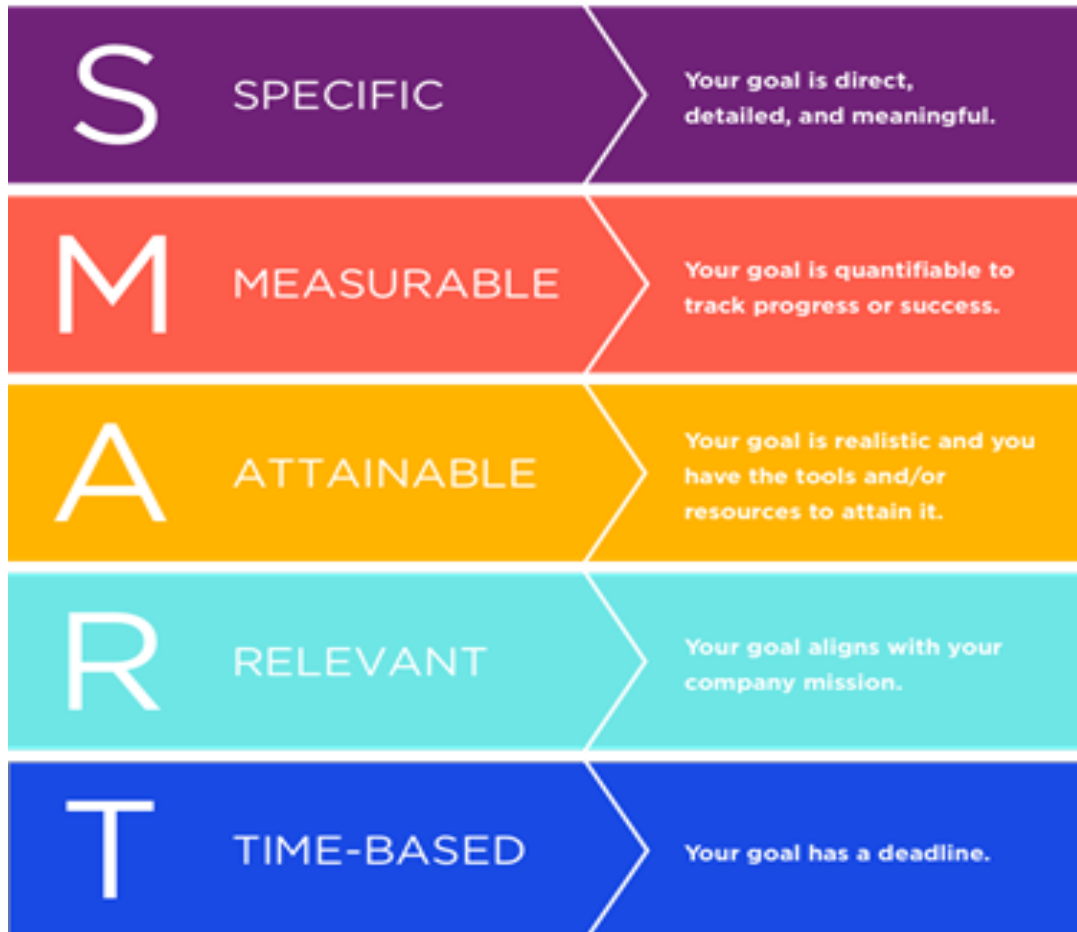 S SPECIFIC
Your goal is direct,
detailed, and meaningful.
M MEASURABLE
Your goal is quantifiable to
track progress or success.
A ATTAINABLE
Your goal is realistic and you
have the tools and/or
resources to attain it.
R RELEVANT
Your goal aligns with your
company mission.
T TIME-BASED
Your goal has a deadline.